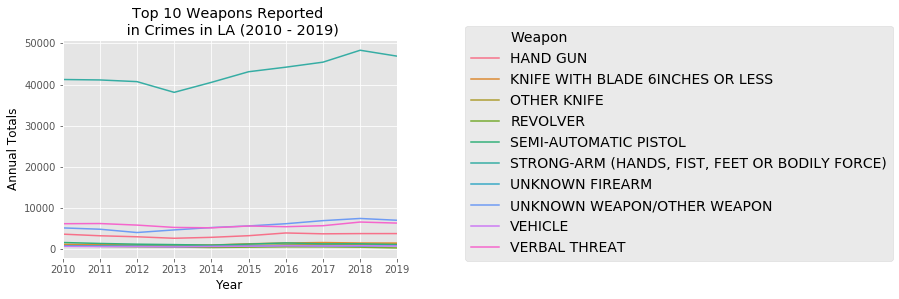 Top 10 Weapons Reported
in Crimes in LA (2010 - 2019)
50000
40000
30000
20000
10000
0
Annual Totals
2010 2011 2012 2013 2014 2015 2016 2017 2018 2019
Year
Weapon
HAND GUN
KNIFE WITH BLADE 6INCHES OR LESS
OTHER KNIFE
REVOLVER
SEMI-AUTOMATIC PISTOL
STRONG-ARM (HANDS, FIST, FEET OR BODILY FORCE)
UNKNOWN FIREARM
UNKNOWN WEAPON/OTHER WEAPON
VEHICLE
VERBAL THREAT